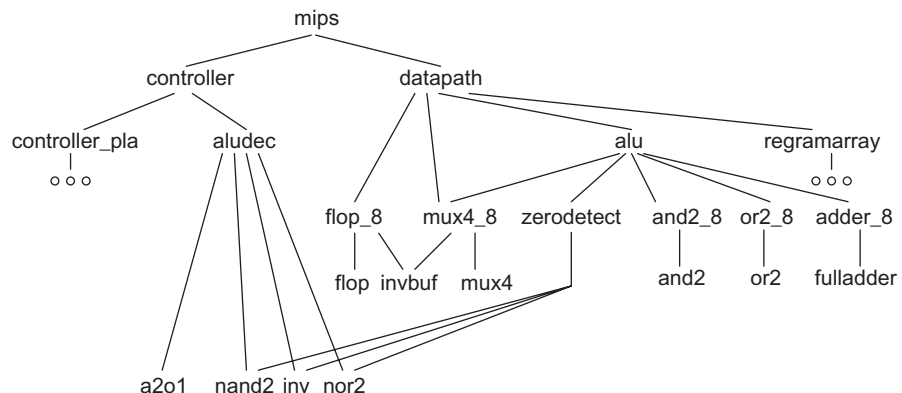 mips
controller datapath
controller_pla aludec alu regramarray
flop_8 mux4_8 zerodetect and2_8 or2_8 adder_8
flop invbuf mux4 and2 or2 fulladder
a2o1 nand2 inv nor2